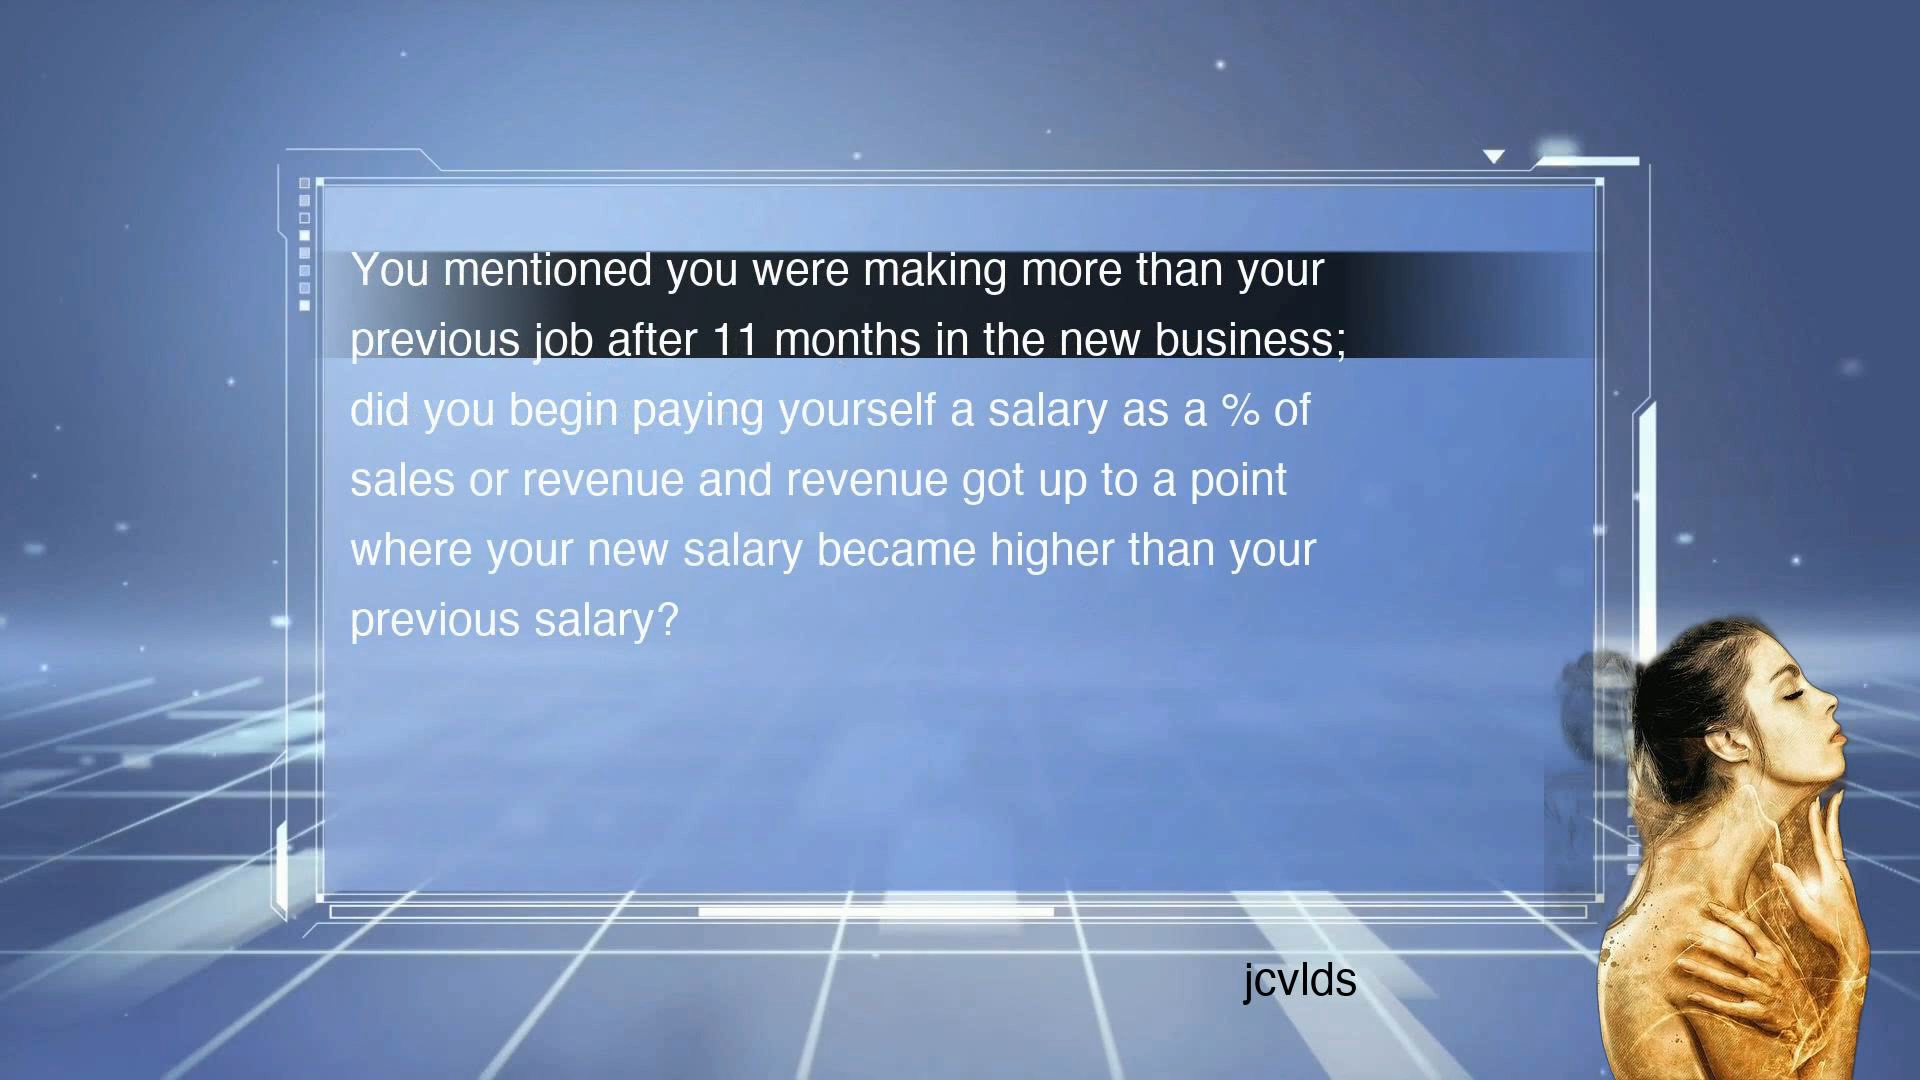 You mentioned you were making more than your
previous job after 11 months in the new business;
did you begin paying yourself a salary as a % of
sales or revenue and revenue got up to a point
where your new salary became higher than your
previous salary?
jcvlds